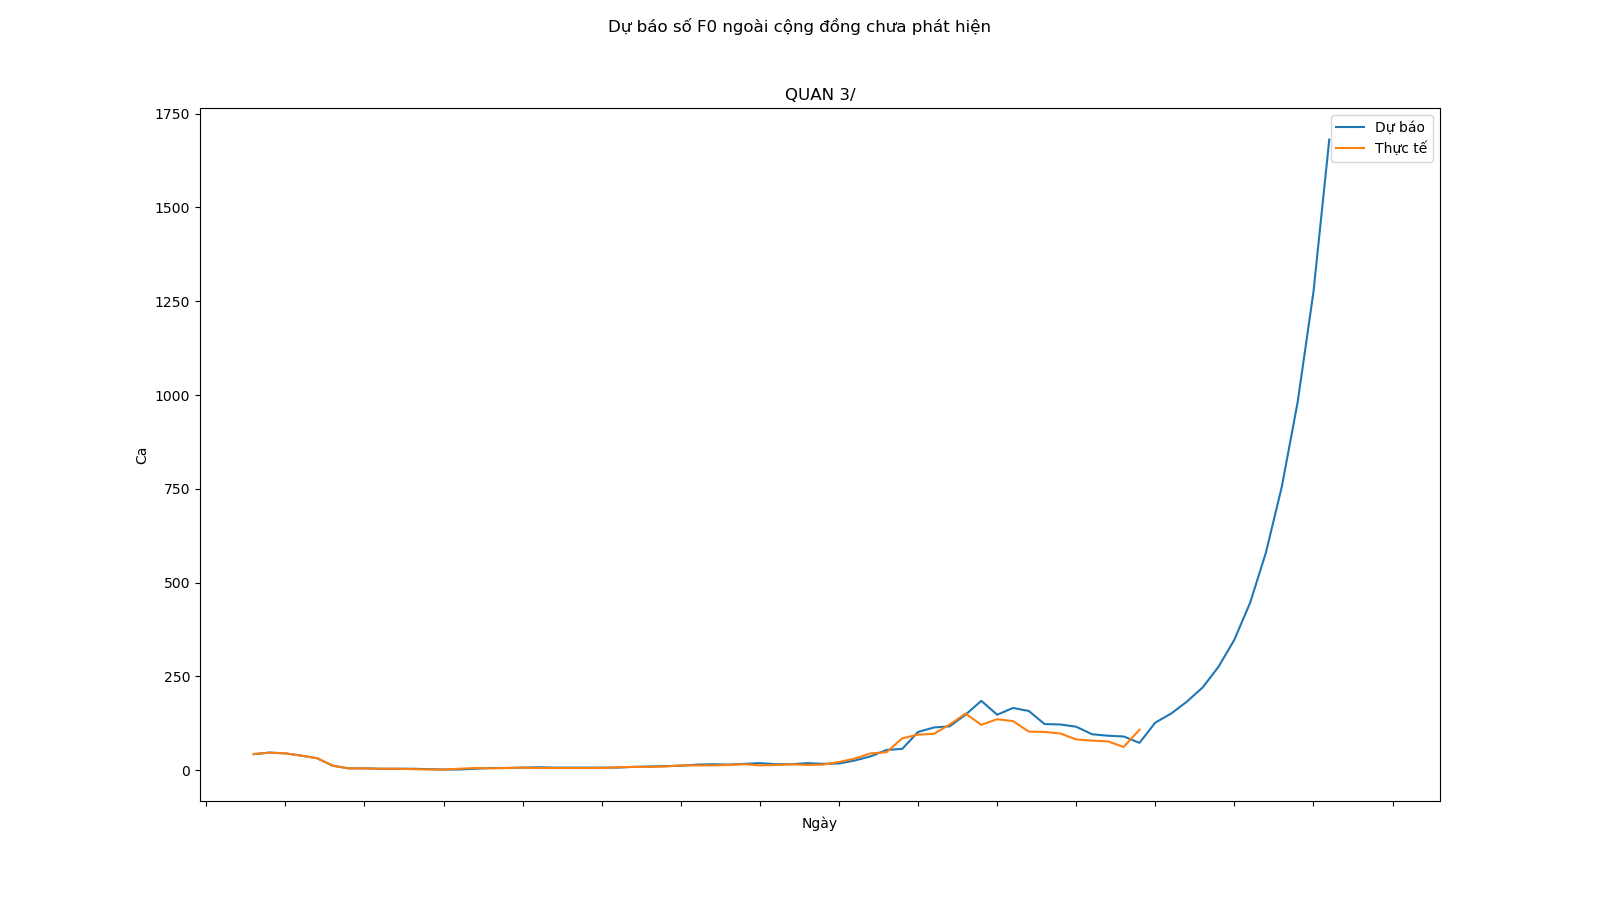 Dự báo số F0 ngoài cộng đồng chưa phát hiện
QUAN 3/
1750
1500
1250
1000
750
500
250
0
Ca
Ngày
Dự báo
Thực tế